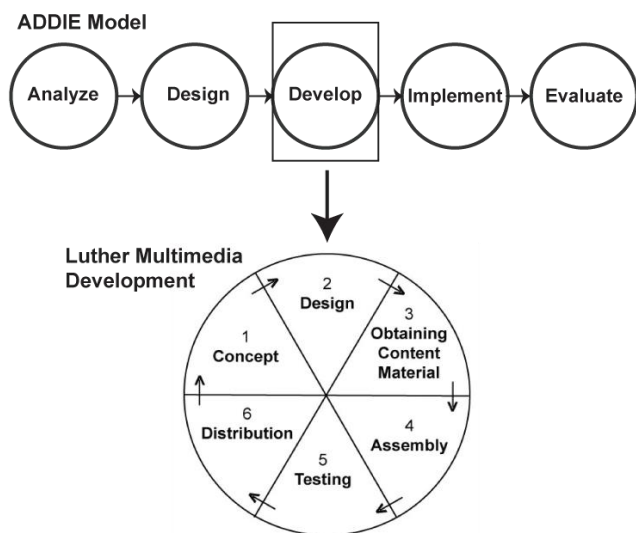 ADDIE Model
Analyze
Design
Develop
Implement
Evaluate
Luther Multimedia
Development
1
Concept
2
Design
3
Obtaining
Content
Material
4
Assembly
5
Testing
6
Distribution